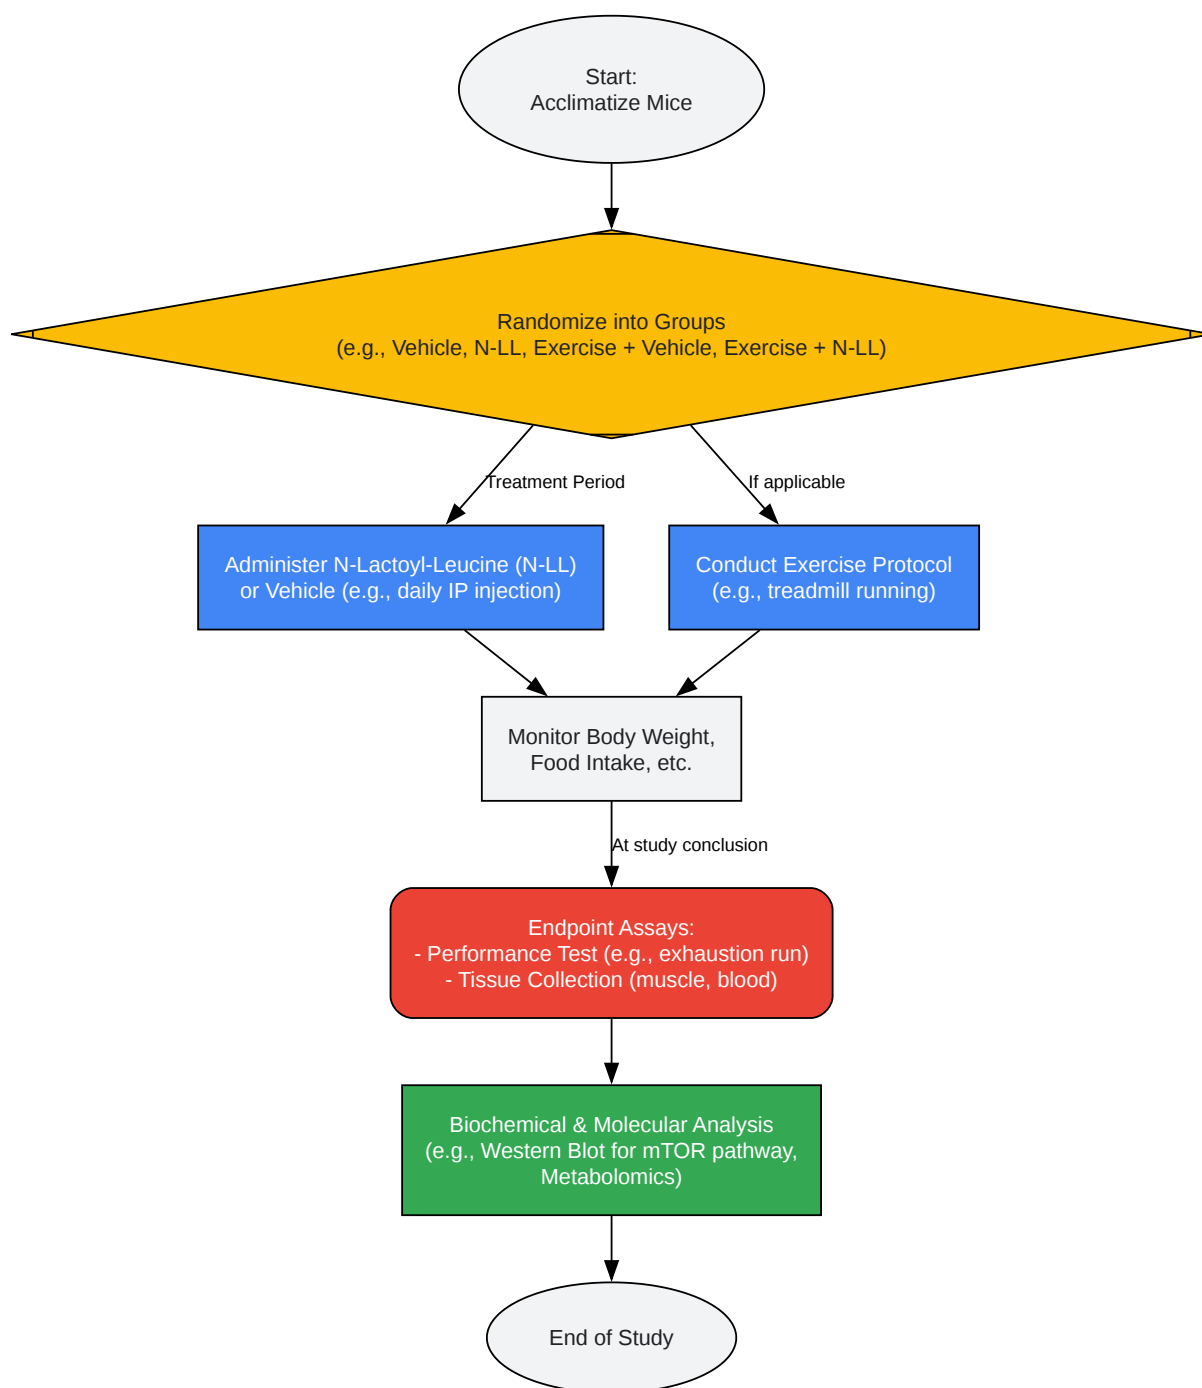 Start:
Acclimatize Mice
Randomize into Groups
(e.g., Vehicle, N-LL, Exercise + Vehicle, Exercise + N-LL)
Treatment Period
If applicable
Administer N-Lactoyl-Leucine (N-LL)
or Vehicle (e.g., daily IP injection)
Conduct Exercise Protocol
(e.g., treadmill running)
Monitor Body Weight,
Food Intake, etc.
At study conclusion
Endpoint Assays:
- Performance Test (e.g., exhaustion run)
- Tissue Collection (muscle, blood)
Biochemical & Molecular Analysis
(e.g., Western Blot for mTOR pathway,
Metabolomics)
End of Study